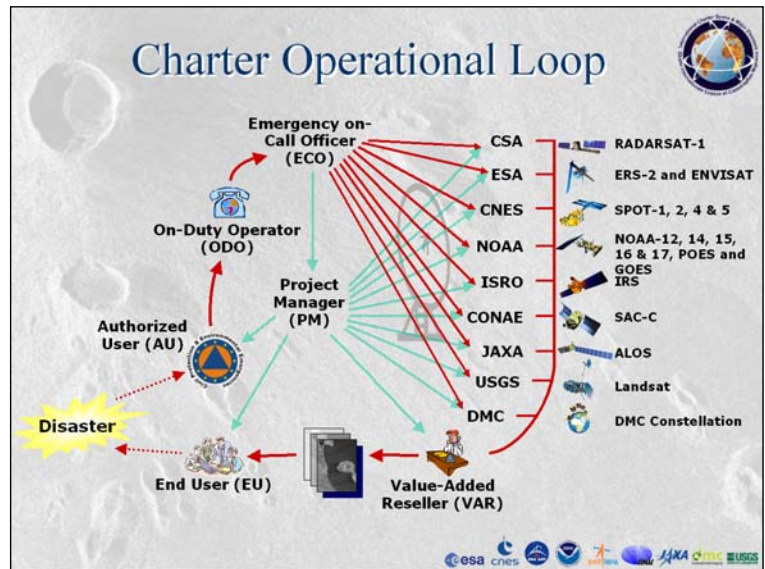 Charter Operational Loop
Emergency on-
Call Officer
(ECO)
On-Duty Operator
(ODO)
Project
Manager
(PM)
Authorized
User (AU)
Disaster
End User (EU)
Value-Added
Reseller (VAR)
CSA
ESA
CNES
NOAA
ISRO
CONAE
JAXA
USGS
DMC
RADARSAT-1
ERS-2 and ENVISAT
SPOT-1, 2, 4 & 5
NOAA-12, 14, 15,
16 & 17, POES and
GOES
IRS
SAC-C
ALOS
Landsat
DMC Constellation
esa
cnes
JAXA
dmc
USGS